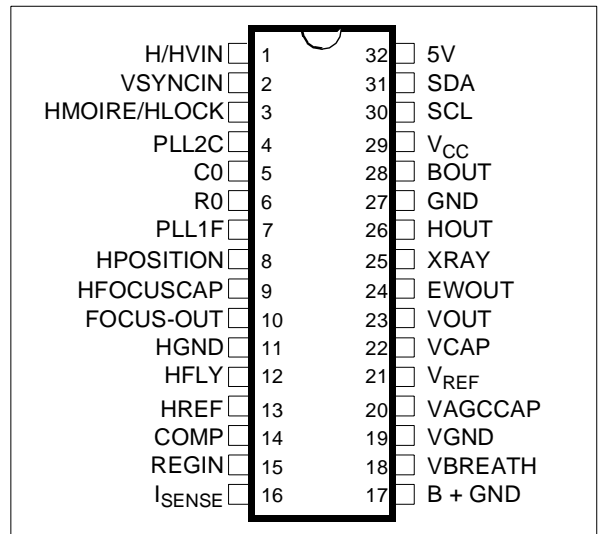 H/HVIN 1 32 5V
VSYNCIN 2 31 SDA
HMOIRE/HLOCK 3 30 SCL
PLL2C 4 29 VCC
C0 5 28 BOUT
R0 6 27 GND
PLL1F 7 26 HOUT
HPOSITION 8 25 XRAY
HFOCUSCAP 9 24 EWOUT
FOCUS-OUT 10 23 VOUT
HGND 11 22 VCAP
HFLY 12 21 VREF
HREF 13 20 VAGCCAP
COMP 14 19 VGND
REGIN 15 18 VBREATH
ISENSE 16 17 B + GND